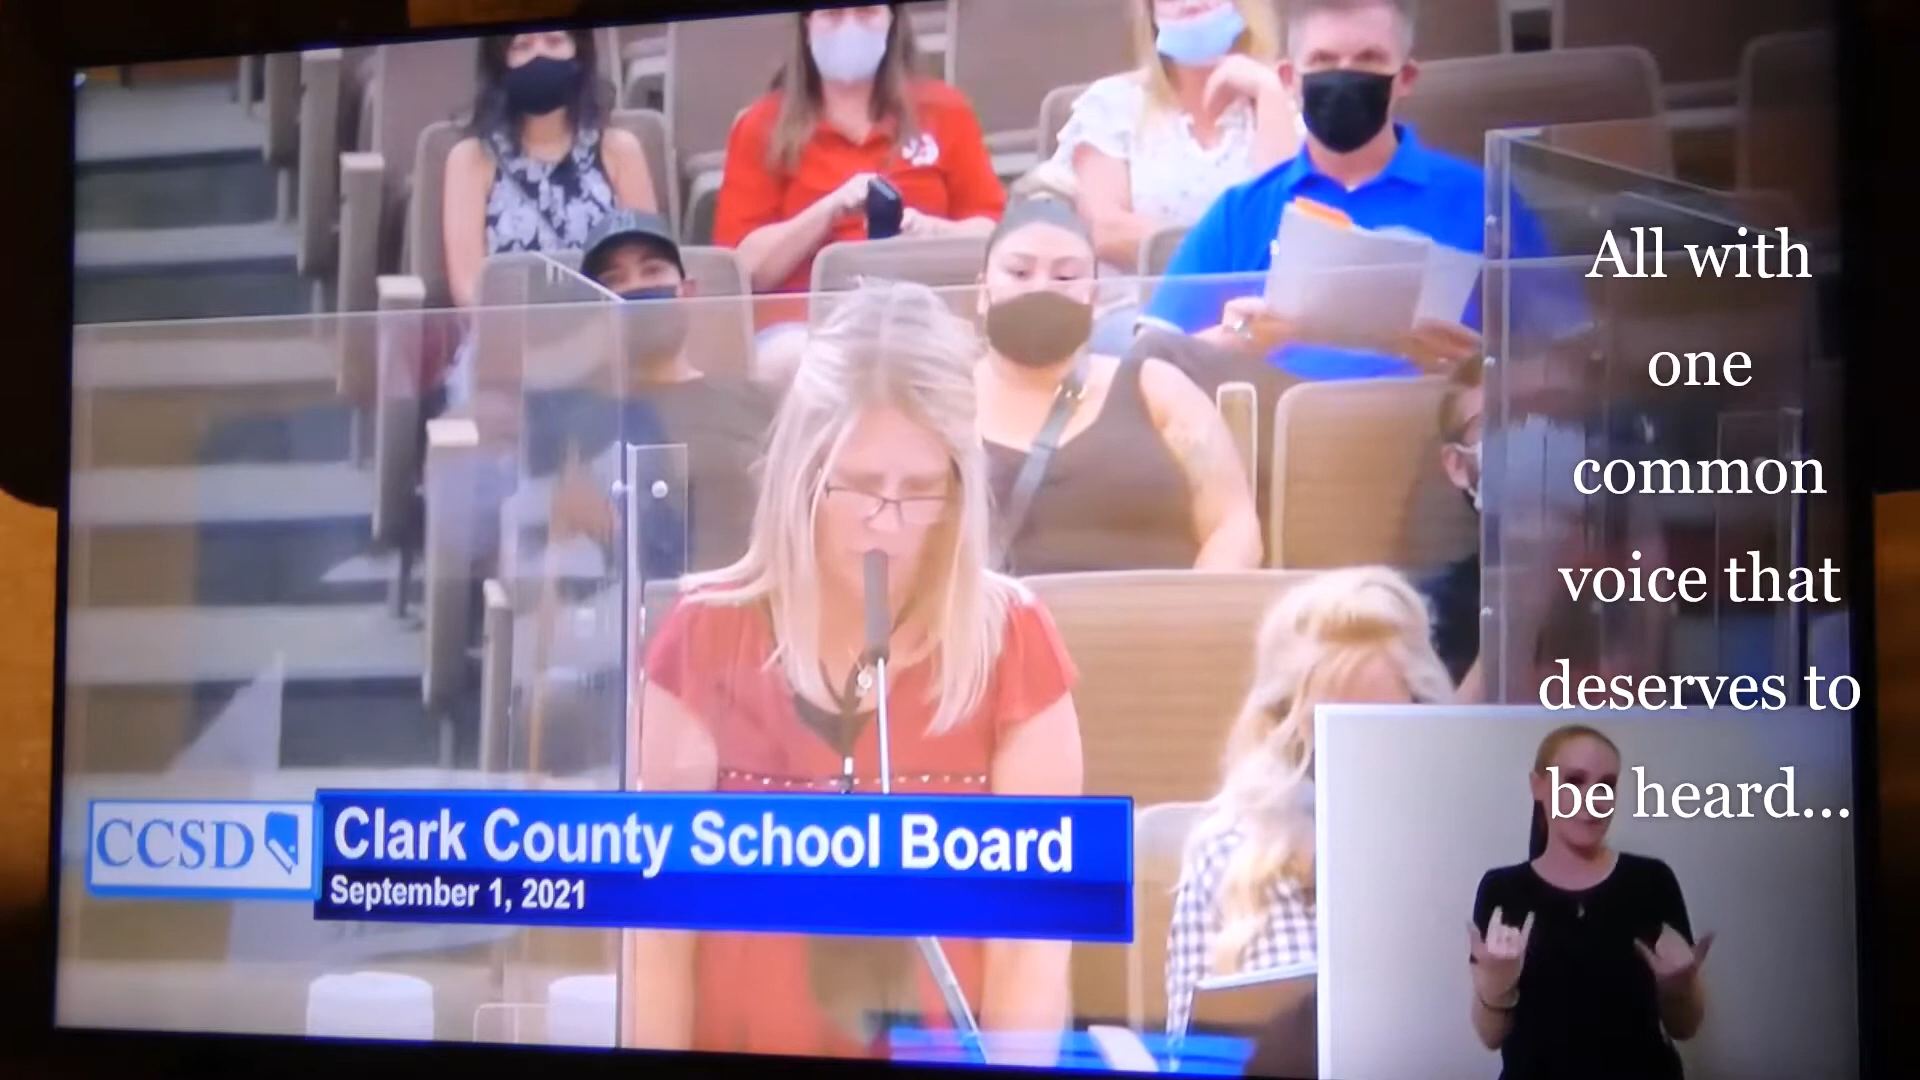 All with
one
common
voice that
deserves to
be heard...
CCSD
Clark County School Board
September 1, 2021